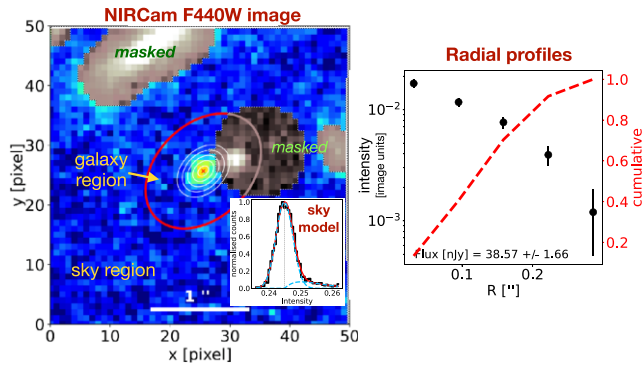 NIRCam F440W image
50
40
30
20
10
0
y [pixel]
masked
masked
galaxy
region
sky region
1 "
0 10 20 30 40 50
x [pixel]
sky
model
normalised counts
1.0
0.8
0.6
0.4
0.2
0.0
0.24 0.25 0.26
Intensity
Radial profiles
intensity
[image units]
10⁻²
10⁻³
1.0
0.8
0.6
0.4
0.2
cumulative
Flux [nJy] = 38.57 +/- 1.66
0.1 0.2
R ["]